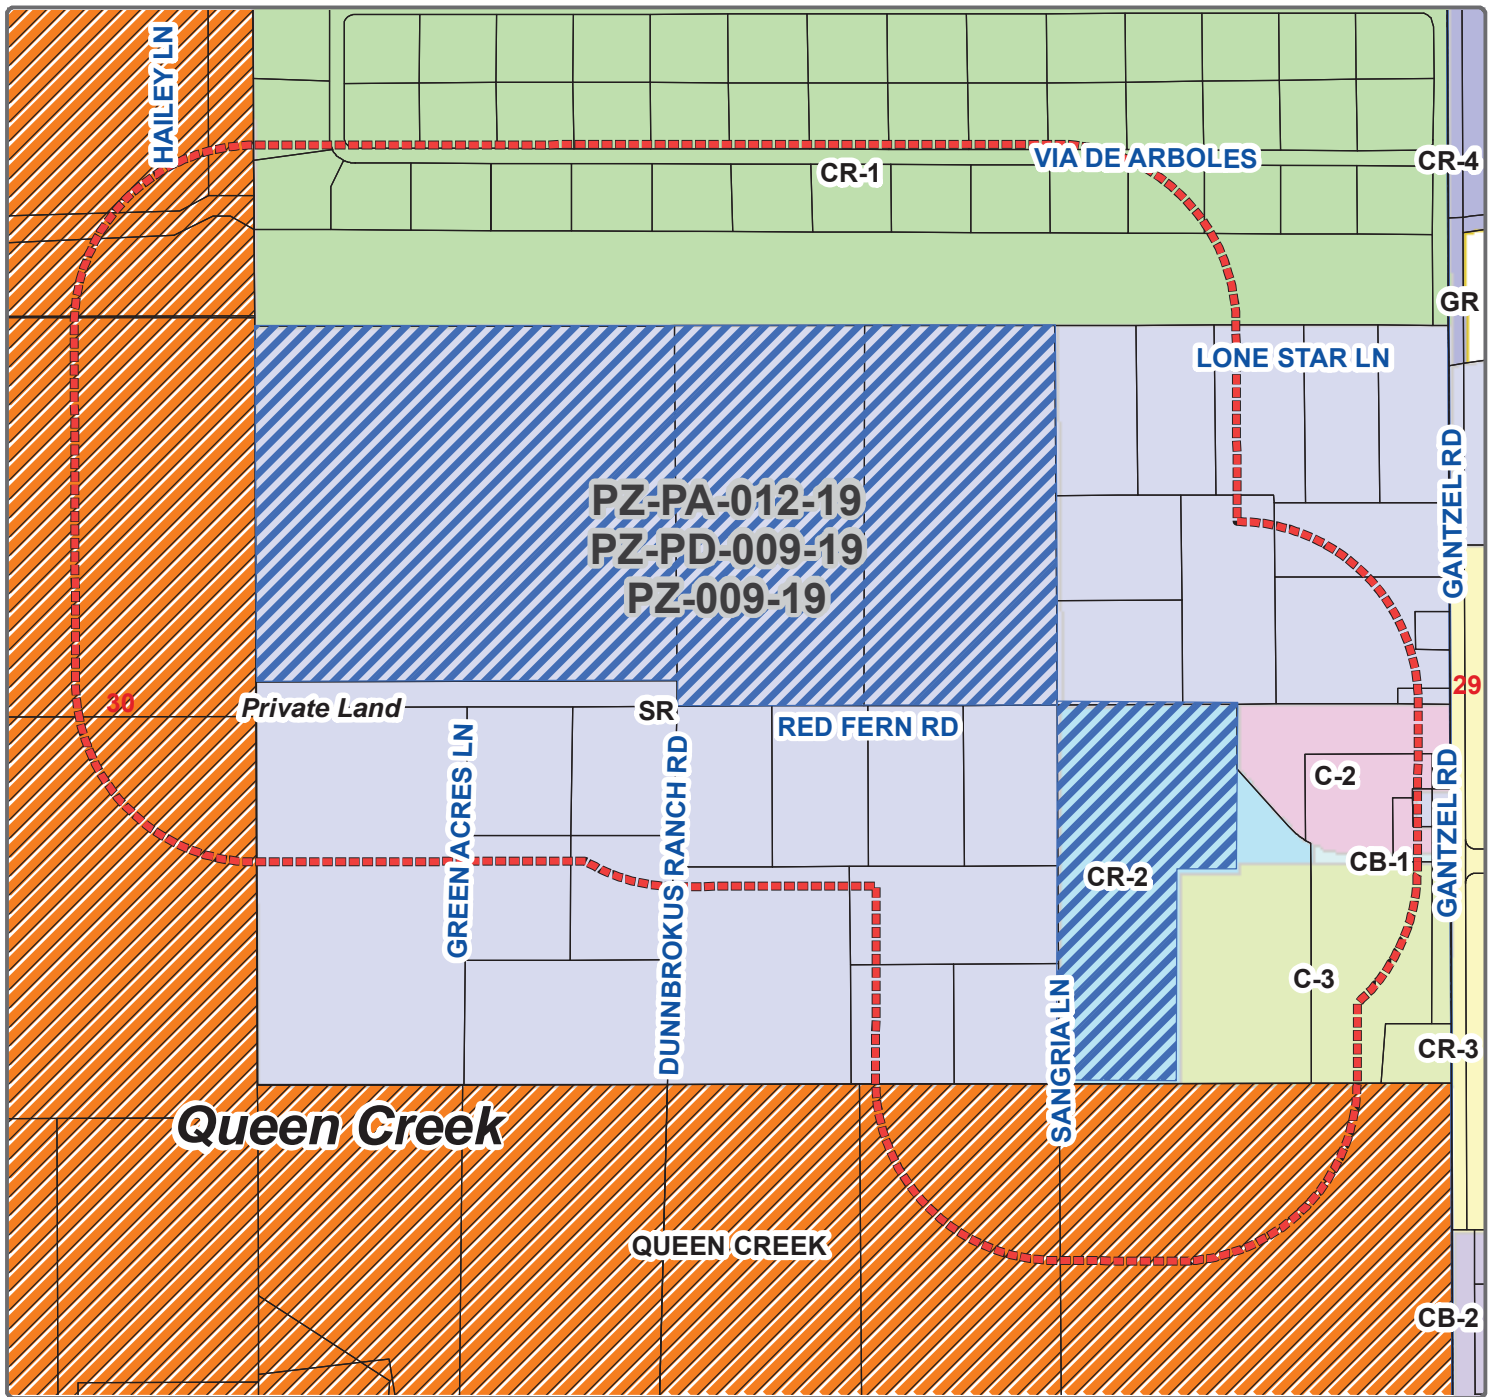 HAILEY LN
VIA DE ARBOLES
CR-1
CR-4
GR
LONE STAR LN
GANTZEL RD
PZ-PA-012-19
PZ-PD-009-19
PZ-009-19
30
Private Land
SR
RED FERN RD
29
GREEN ACRES LN
DUNNBROKUS RANCH RD
C-2
GANTZEL RD
CB-1
CR-2
C-3
SANGRIA LN
CR-3
Queen Creek
QUEEN CREEK
CB-2